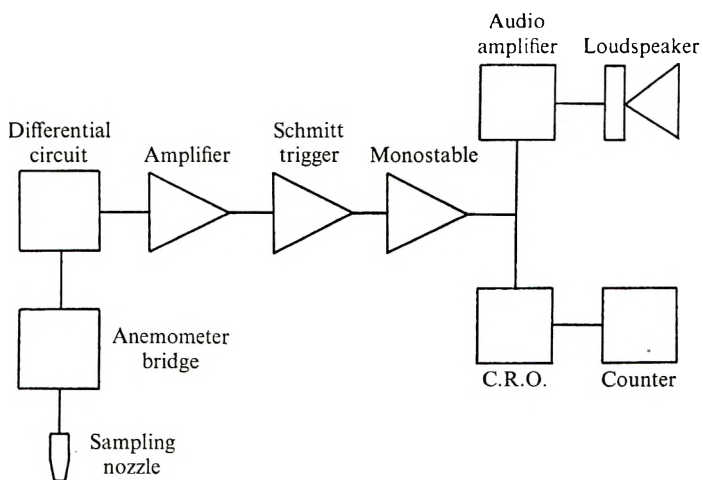 Audio
amplifier
Loudspeaker
Differential
circuit
Amplifier
Schmitt
trigger
Monostable
Anemometer
bridge
C.R.O.
Counter
Sampling
nozzle